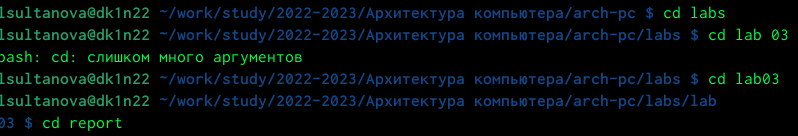 lsultanova@dk1n22 ~/work/study/2022-2023/Архитектура компьютера/arch-pc $ cd labs
lsultanova@dk1n22 ~/work/study/2022-2023/Архитектура компьютера/arch-pc/labs $ cd lab 03
bash: cd: слишком много аргументов
lsultanova@dk1n22 ~/work/study/2022-2023/Архитектура компьютера/arch-pc/labs $ cd lab03
lsultanova@dk1n22 ~/work/study/2022-2023/Архитектура компьютера/arch-pc/labs/lab
03 $ cd report